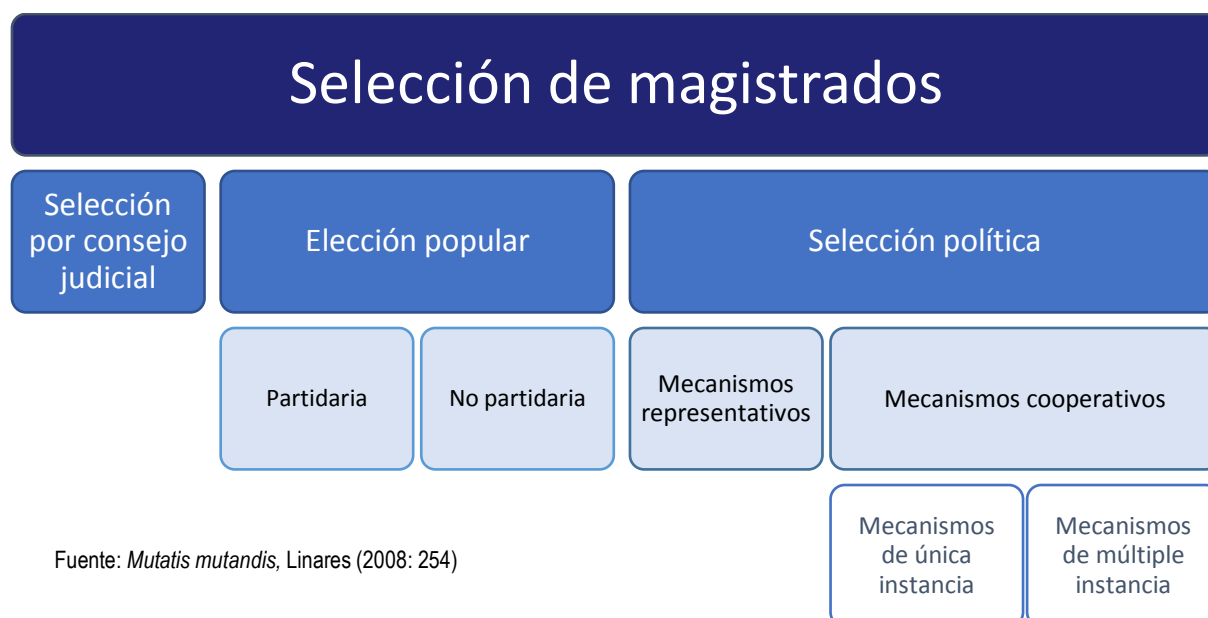 Selección de magistrados
Selección
por consejo
judicial
Elección popular
Selección política
Partidaria
No partidaria
Mecanismos
representativos
Mecanismos cooperativos
Mecanismos
de única
instancia
Mecanismos
de múltiple
instancia
Fuente: Mutatis mutandis, Linares (2008: 254)